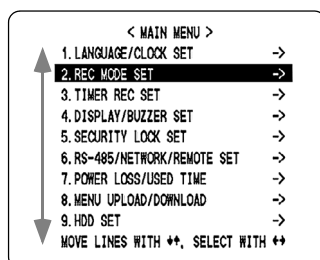 < MAIN MENU >
1. LANGUAGE/CLOCK SET ->
2. REC MODE SET ->
3. TIMER REC SET ->
4. DISPLAY/BUZZER SET ->
5. SECURITY LOCK SET ->
6. RS-485/NETWORK/REMOTE SET ->
7. POWER LOSS/USED TIME ->
8. MENU UPLOAD/DOWNLOAD ->
9. HDD SET ->
MOVE LINES WITH ↓↑, SELECT WITH ←→